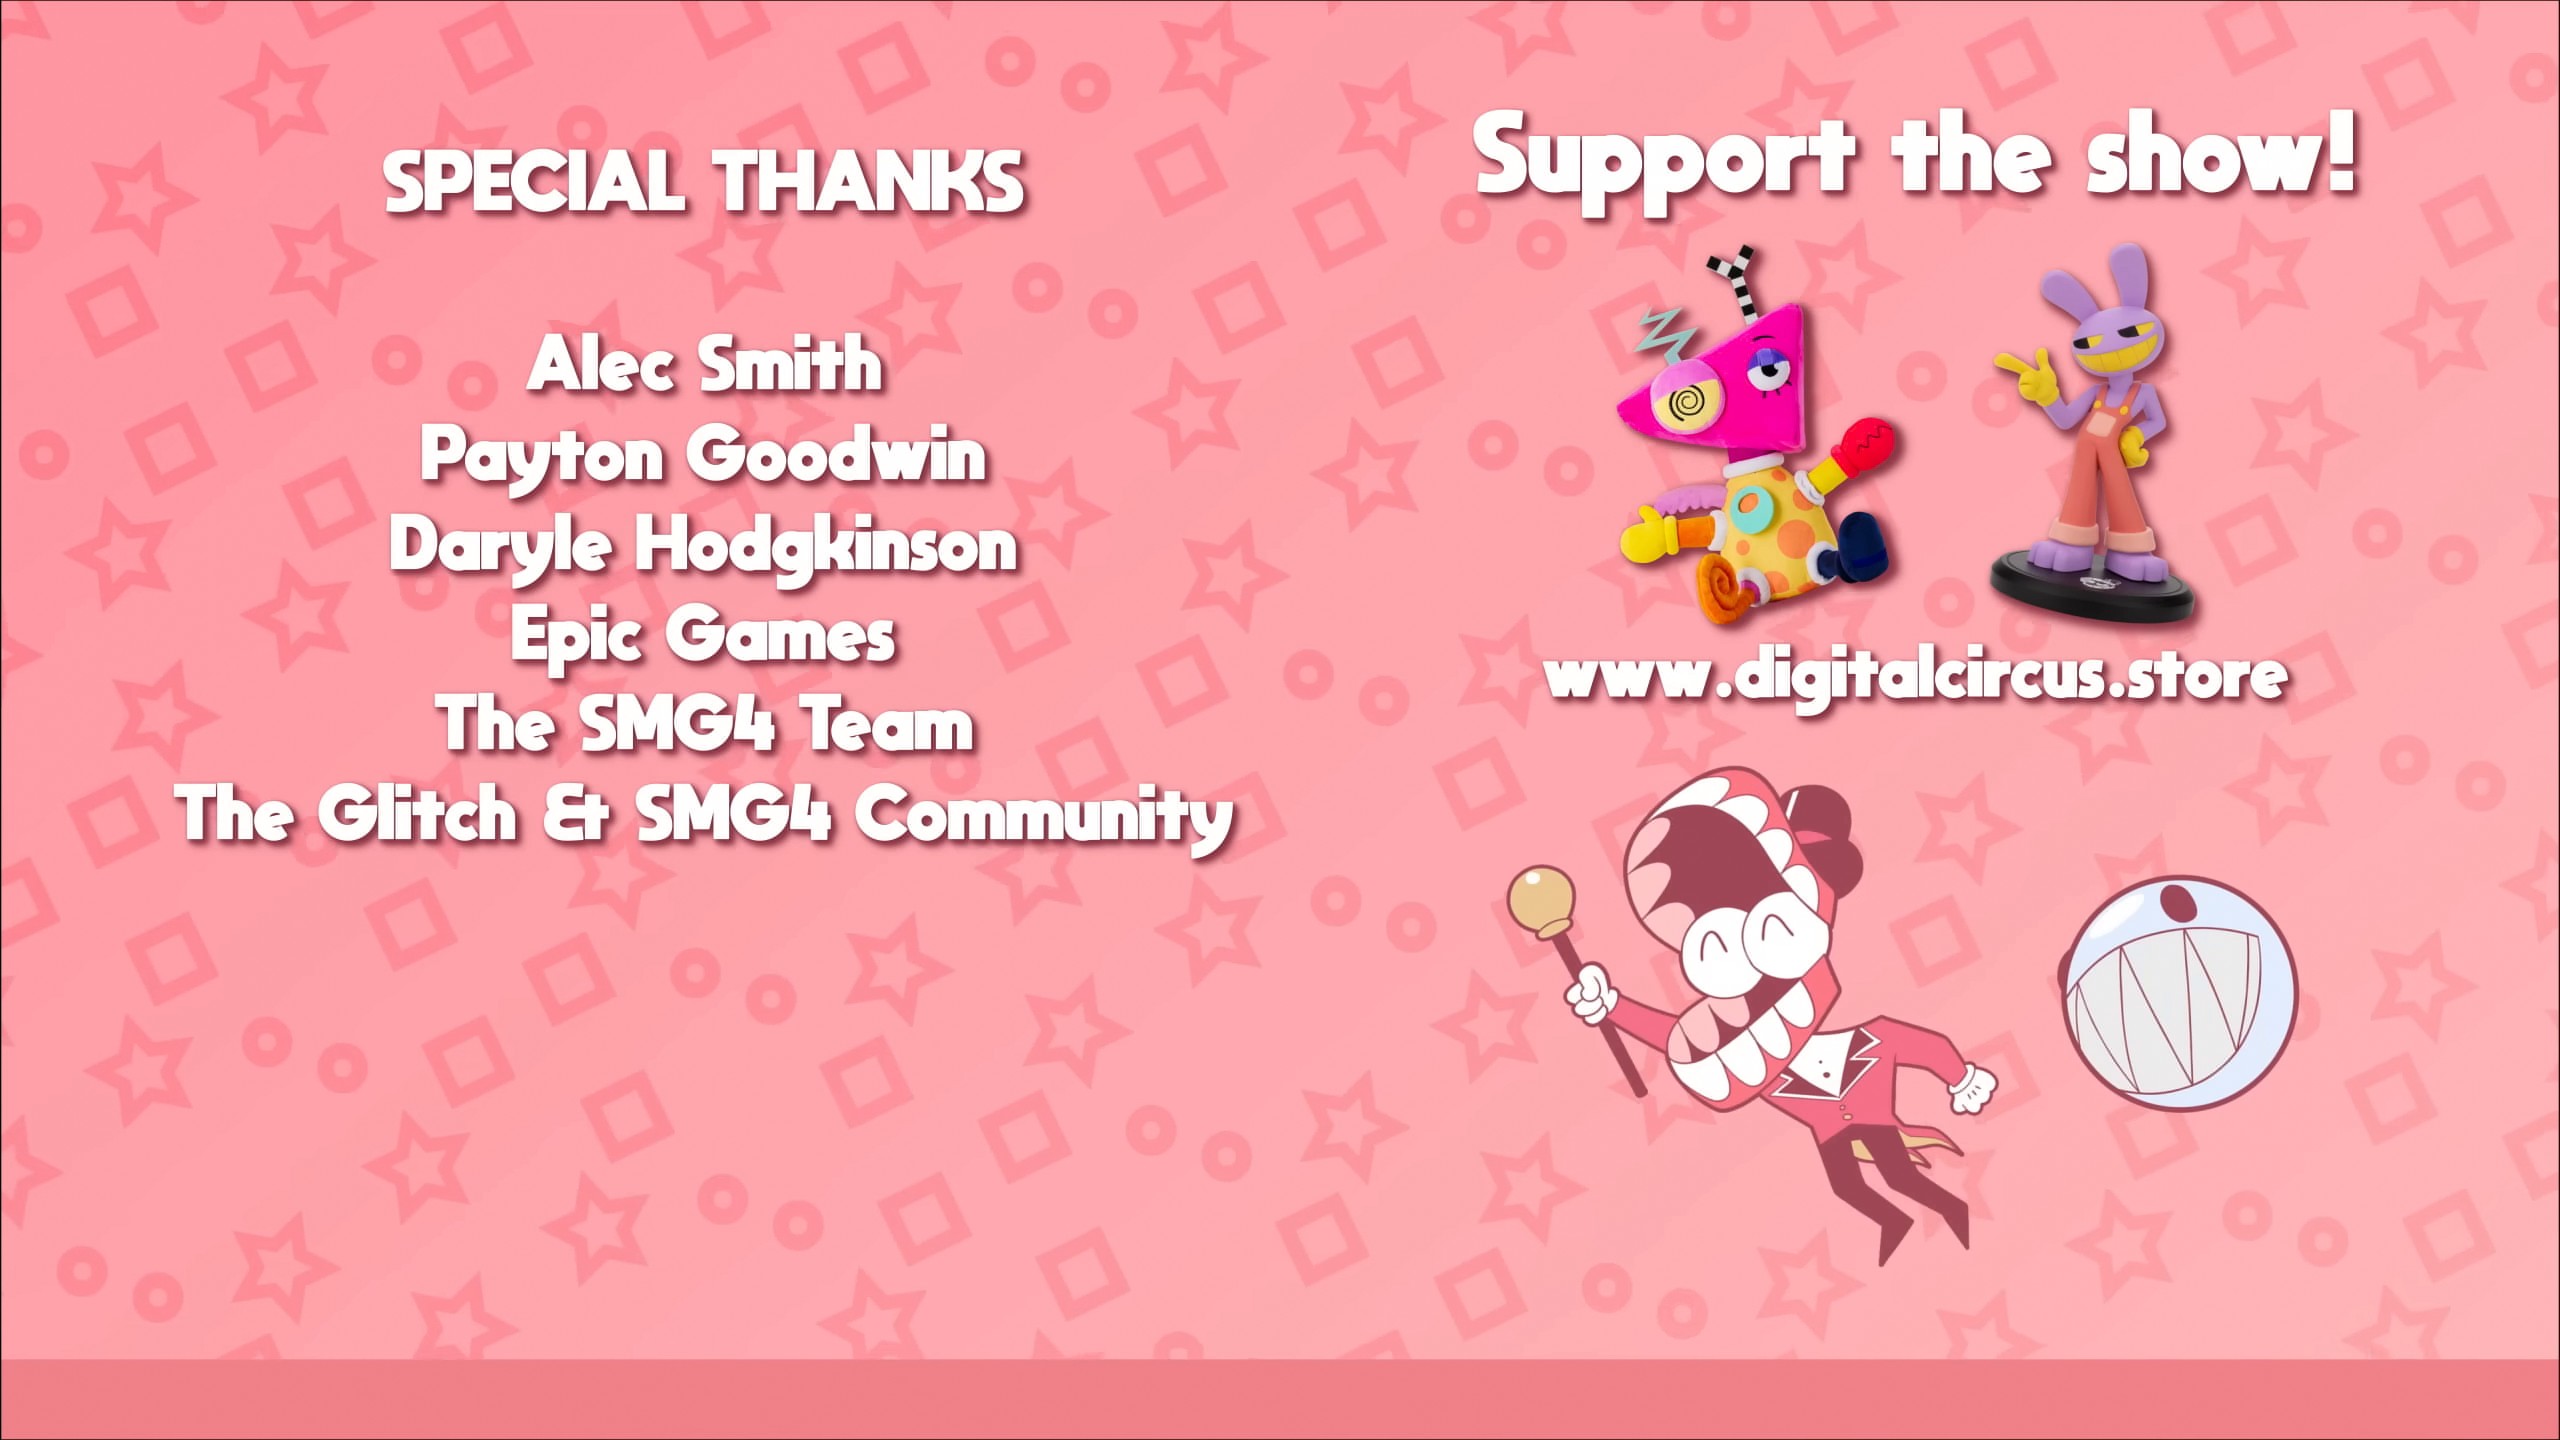 SPECIAL THANKS
Alec Smith
Payton Goodwin
Daryle Hodgkinson
Epic Games
The SMG4 Team
The Glitch & SMG4 Community
Support the show!
www.digitalcircus.store